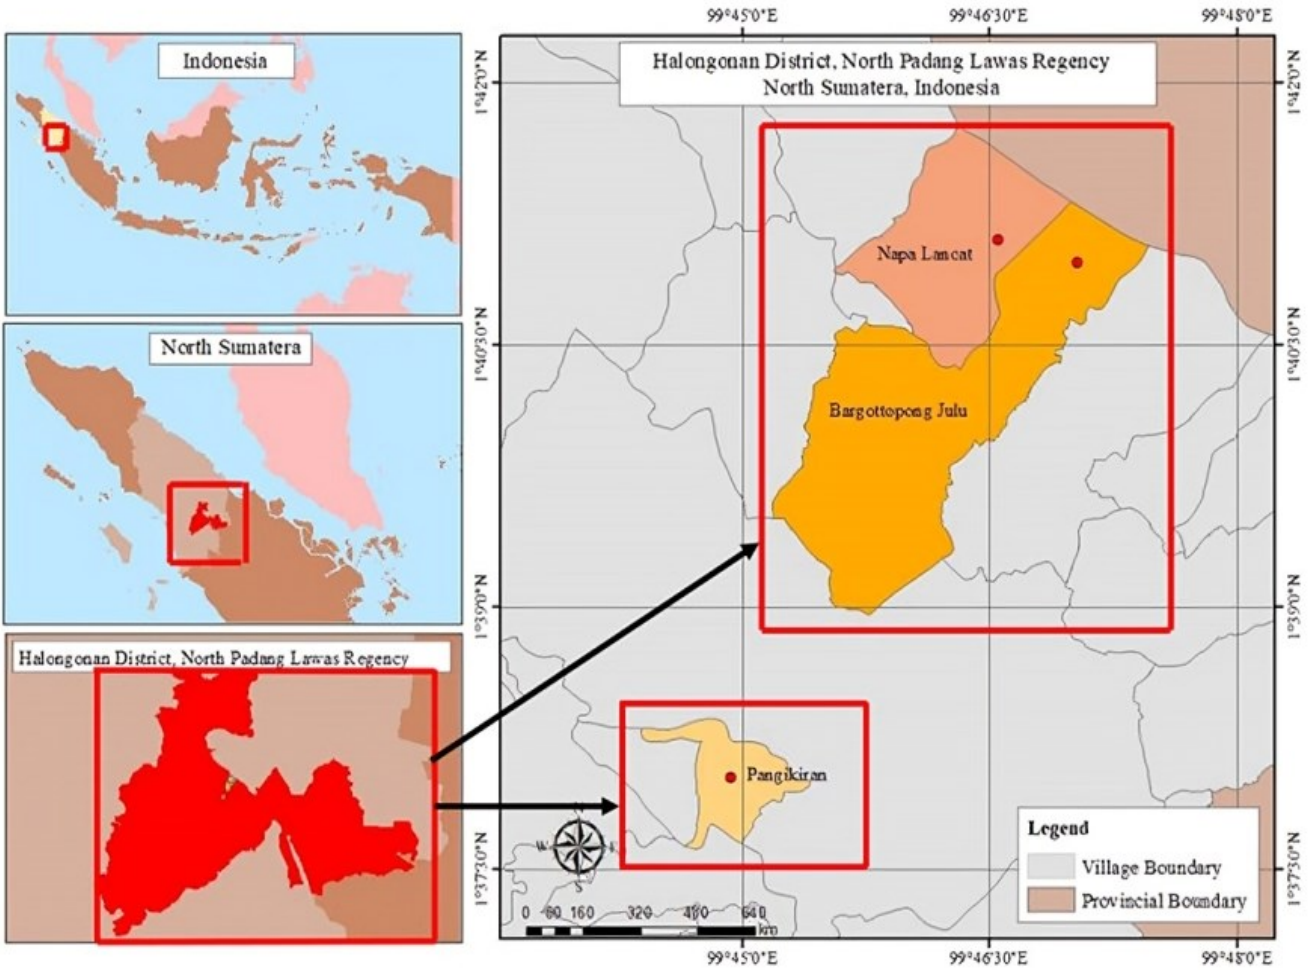 Indonesia
North Sumatera
Halongonan District, North Padang Lawas Regency
99°45'0"E 99°46'30"E 99°48'0"E
Halongonan District, North Padang Lawas Regency
North Sumatera, Indonesia
1°42'0"N
1°42'0"N
Napa Lancat
1°40'30"N
1°40'30"N
Bargottopong Julu
1°39'0"N
1°39'0"N
Pangikiran
N
W
S
1°37'30"N
1°37'30"N
Legend
Village Boundary
Provincial Boundary
0 80 160 320 480 640
km
99°45'0"E 99°46'30"E 99°48'0"E